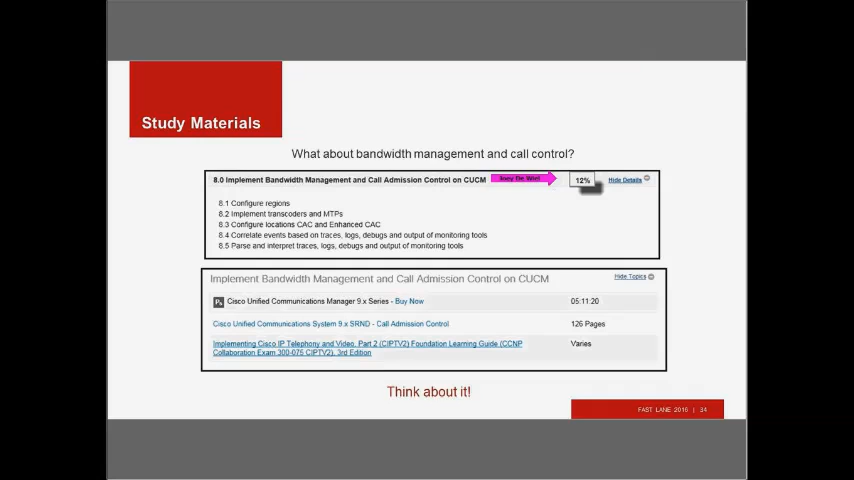 Study Materials
What about bandwidth management and call control?
8.0 Implement Bandwidth Management and Call Admission Control on CUCM Joey De Wiel 12% Hide Details
8.1 Configure regions
8.2 Implement transcoders and MTPs
8.3 Configure locations CAC and Enhanced CAC
8.4 Correlate events based on traces, logs, debugs and output of monitoring tools
8.5 Parse and interpret traces, logs, debugs and output of monitoring tools
Implement Bandwidth Management and Call Admission Control on CUCM Hide Topics
Cisco Unified Communications Manager 9.x Series - Buy Now 05:11:20
Cisco Unified Communications System 9.x SRND - Call Admission Control 126 Pages
Implementing Cisco IP Telephony and Video, Part 2 (CIPTV2) Foundation Learning Guide (CCNP Varies
Collaboration Exam 300-075 CIPTV2), 3rd Edition
Think about it!
FAST LANE 2016 | 34